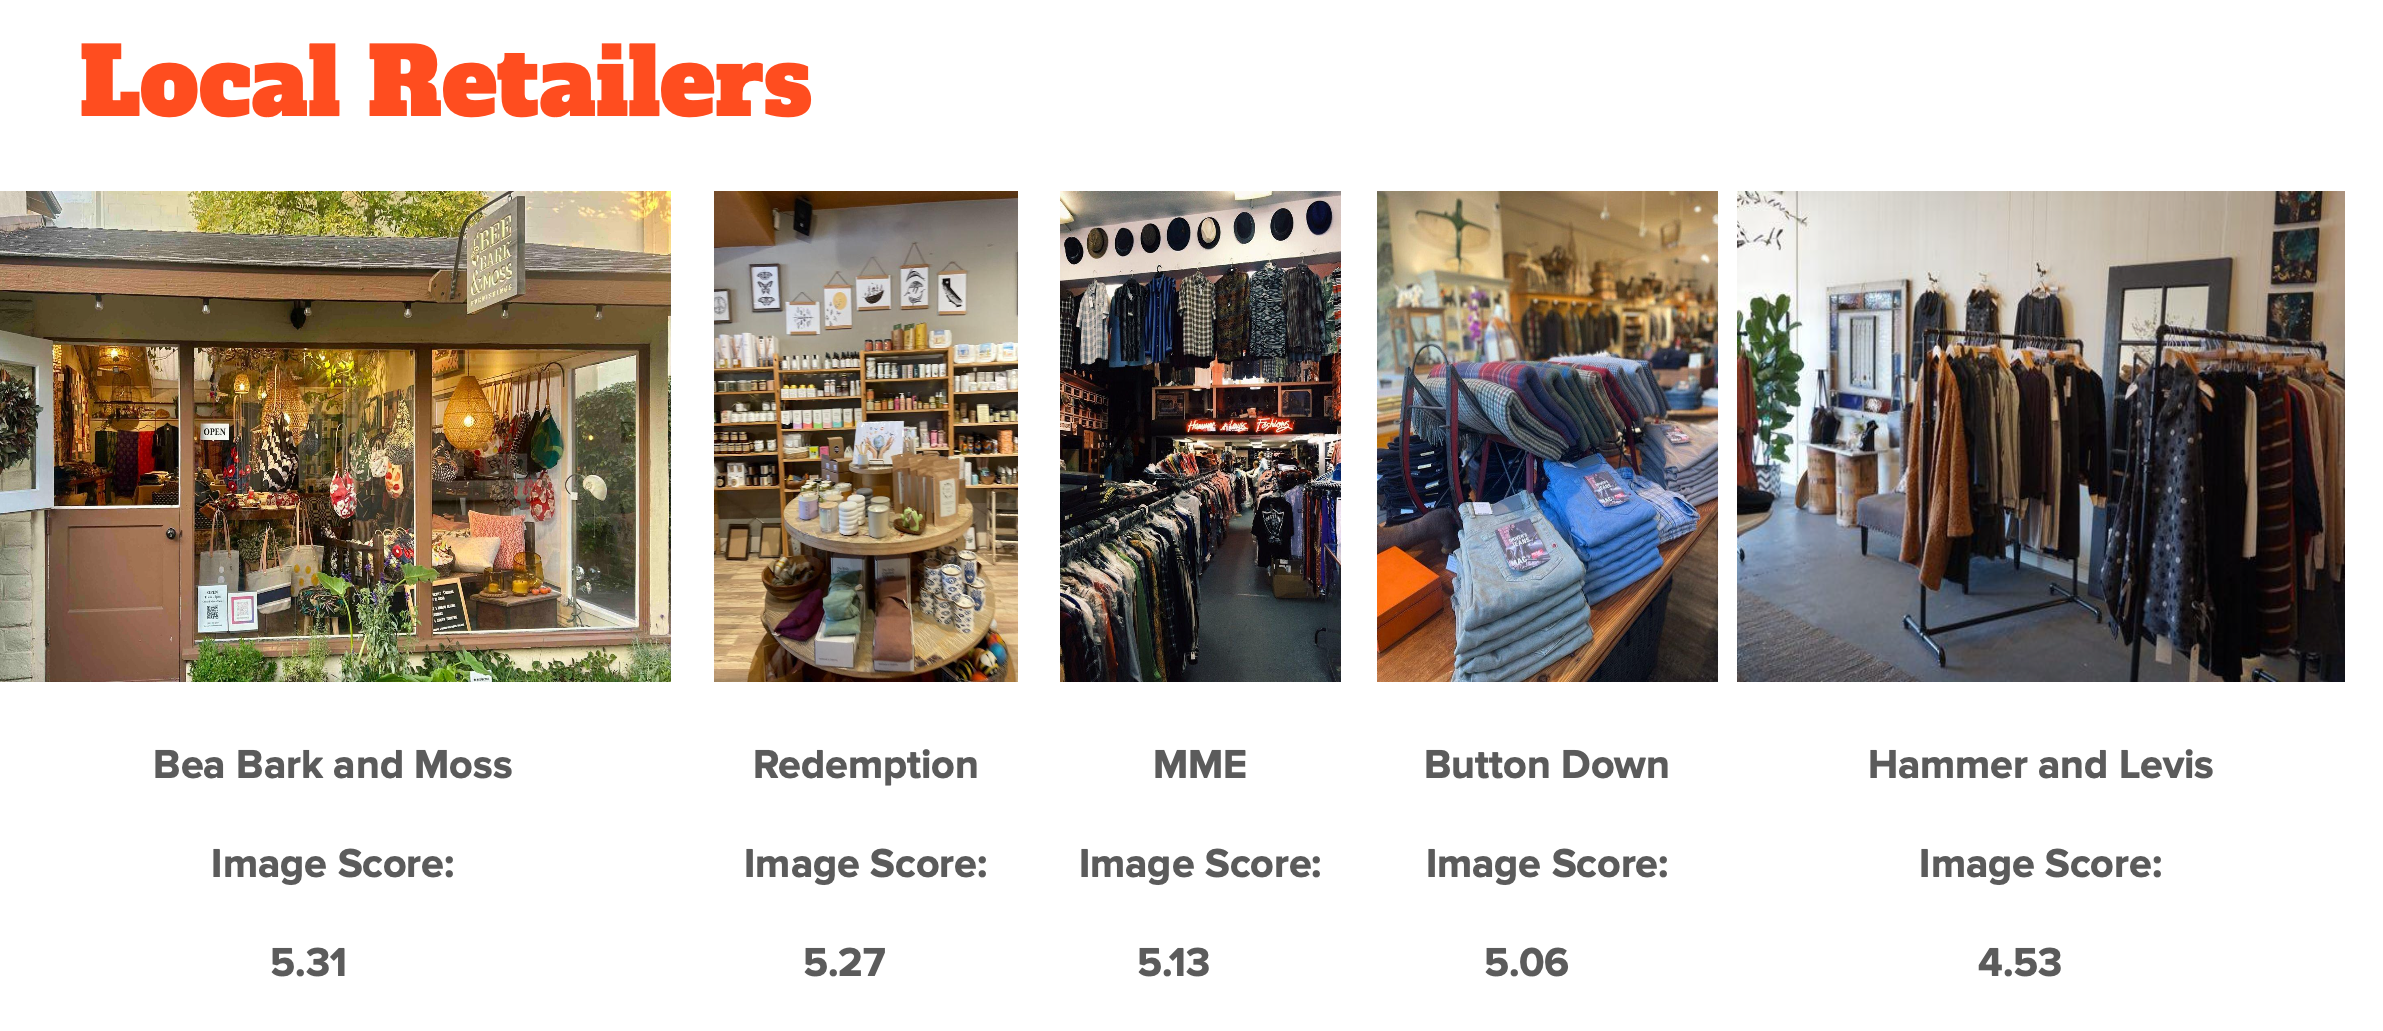 Local Retailers
BEE
BARK
& MOSS
OPEN
Bea Bark and Moss
Redemption
MME
Button Down
Hammer and Levis
Image Score:
Image Score:
Image Score:
Image Score:
Image Score:
5.31
5.27
5.13
5.06
4.53